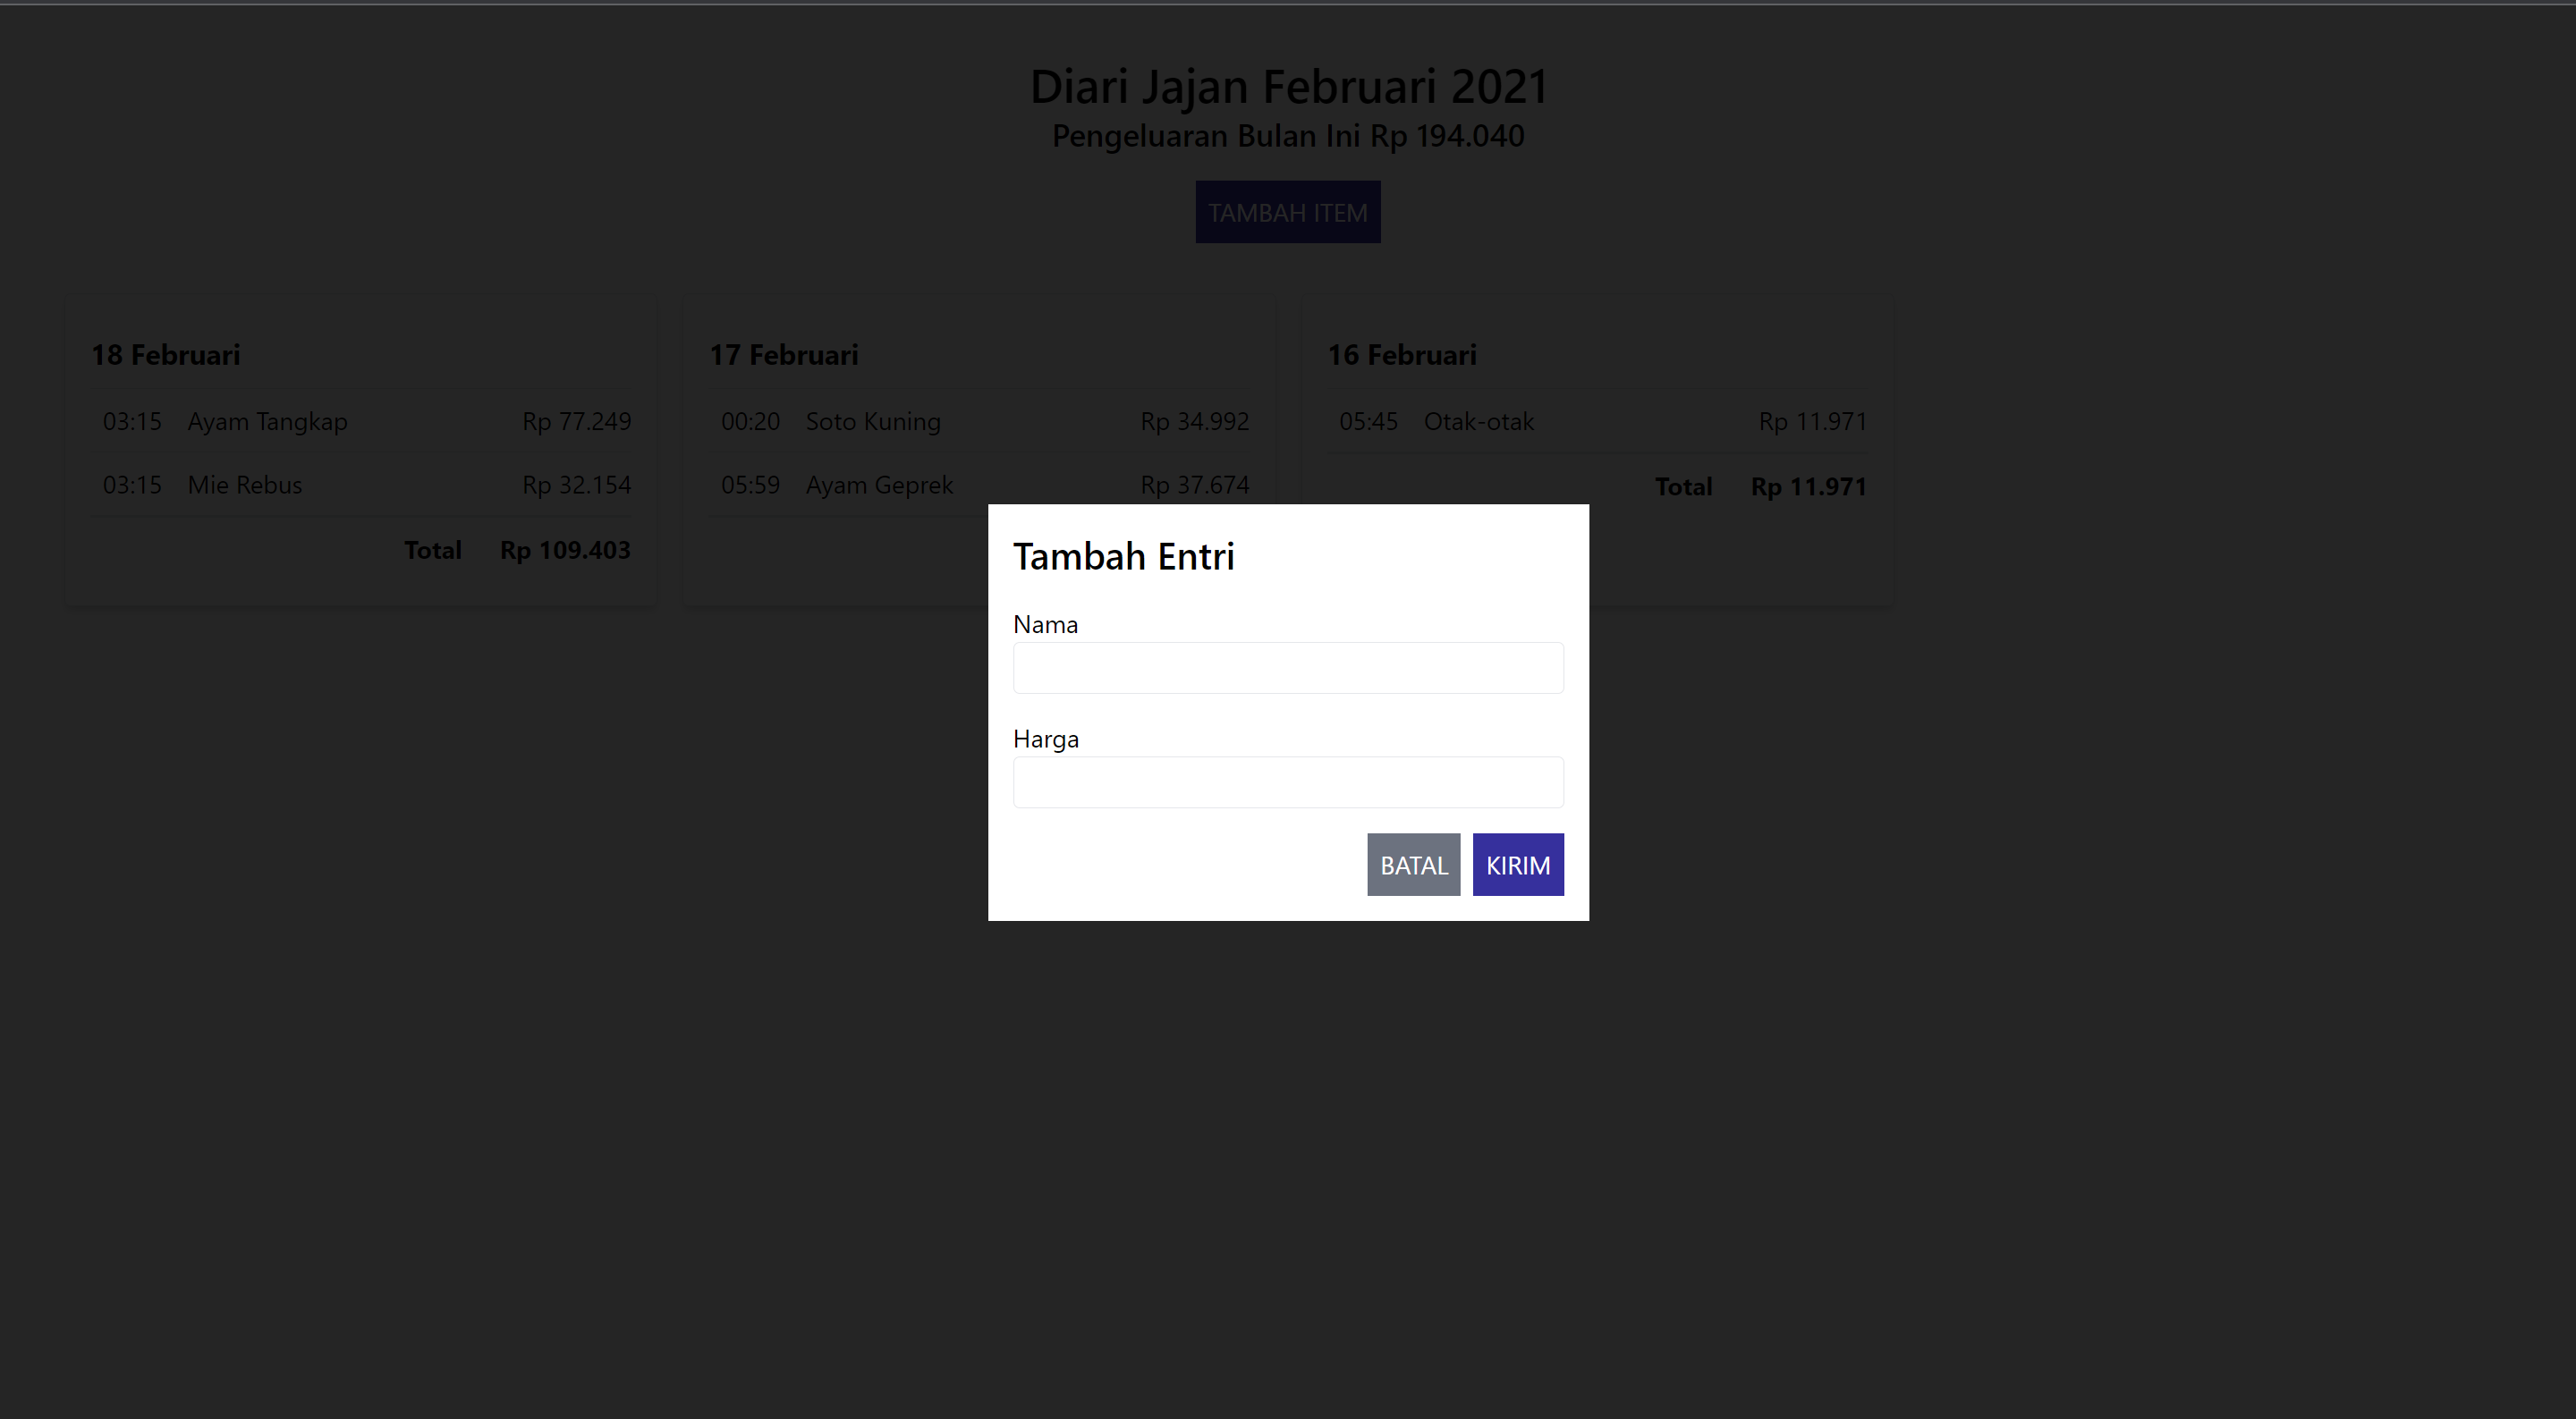 Diari Jajan Februari 2021
Pengeluaran Bulan Ini Rp 194.040
TAMBAH ITEM
18 Februari
03:15 Ayam Tangkap Rp 77.249
03:15 Mie Rebus Rp 32.154
Total Rp 109.403
17 Februari
00:20 Soto Kuning Rp 34.992
05:59 Ayam Geprek Rp 37.674
16 Februari
05:45 Otak-otak Rp 11.971
Total Rp 11.971
Tambah Entri
Nama
Harga
BATAL KIRIM